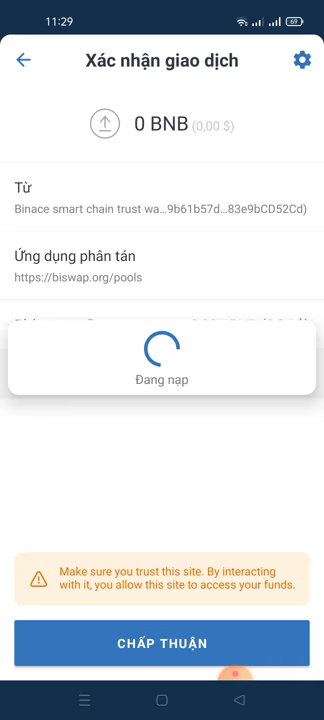 11:29
69
Xác nhận giao dịch
0 BNB (0,00 $)
Từ
Binace smart chain trust wa...9b61b57d...83e9bCD52Cd)
Ứng dụng phân tán
https://biswap.org/pools
Đang nạp
Make sure you trust this site. By interacting
with it, you allow this site to access your funds.
CHẤP THUẬN